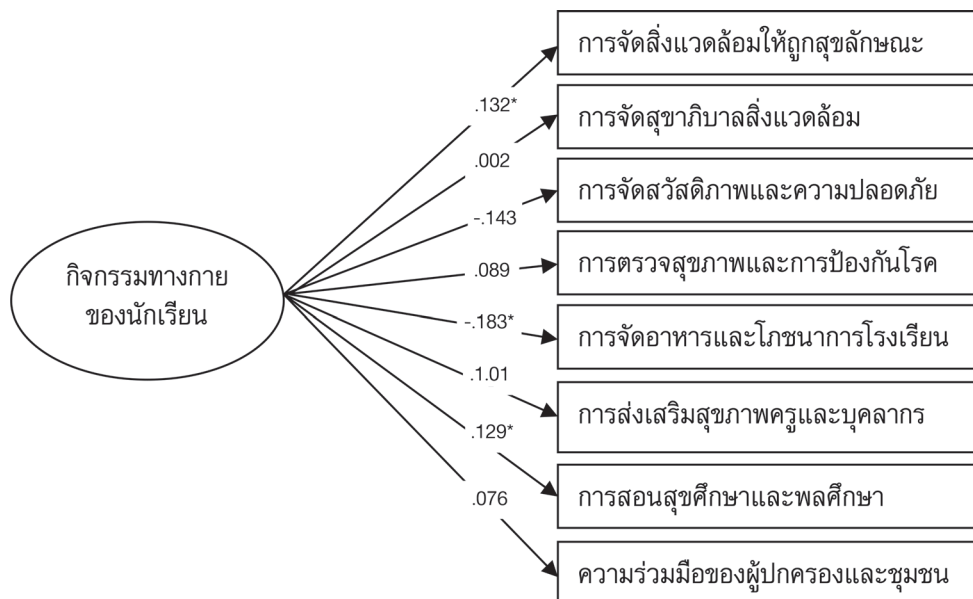 การจัดสิ่งแวดล้อมให้ถูกสุขลักษณะ
.132*
การจัดสุขาภิบาลสิ่งแวดล้อม
.002
การจัดสวัสดิภาพและความปลอดภัย
-.143
กิจกรรมทางกาย
ของนักเรียน
.089
การตรวจสุขภาพและการป้องกันโรค
-.183*
การจัดอาหารและโภชนาการโรงเรียน
.1.01
การส่งเสริมสุขภาพครูและบุคลากร
.129*
การสอนสุขศึกษาและพลศึกษา
.076
ความร่วมมือของผู้ปกครองและชุมชน